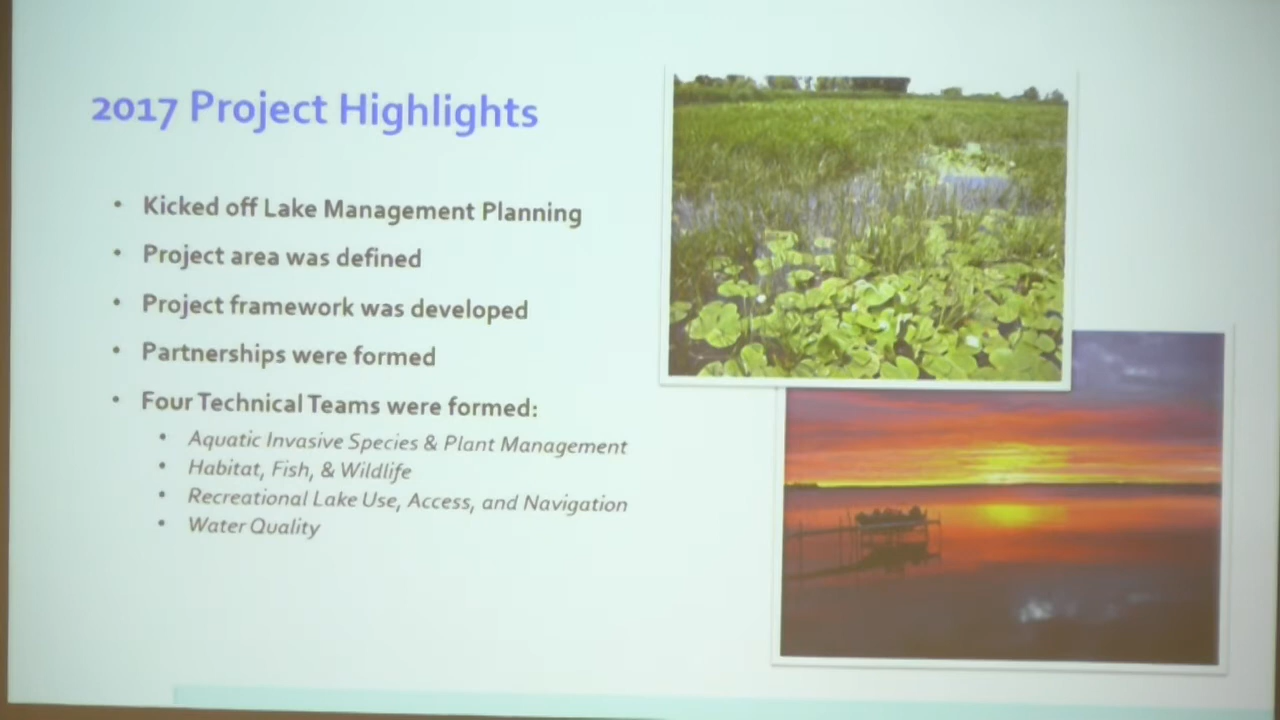 2017 Project Highlights
• Kicked off Lake Management Planning
• Project area was defined
• Project framework was developed
• Partnerships were formed
• Four Technical Teams were formed:
• Aquatic Invasive Species & Plant Management
• Habitat, Fish, & Wildlife
• Recreational Lake Use, Access, and Navigation
• Water Quality